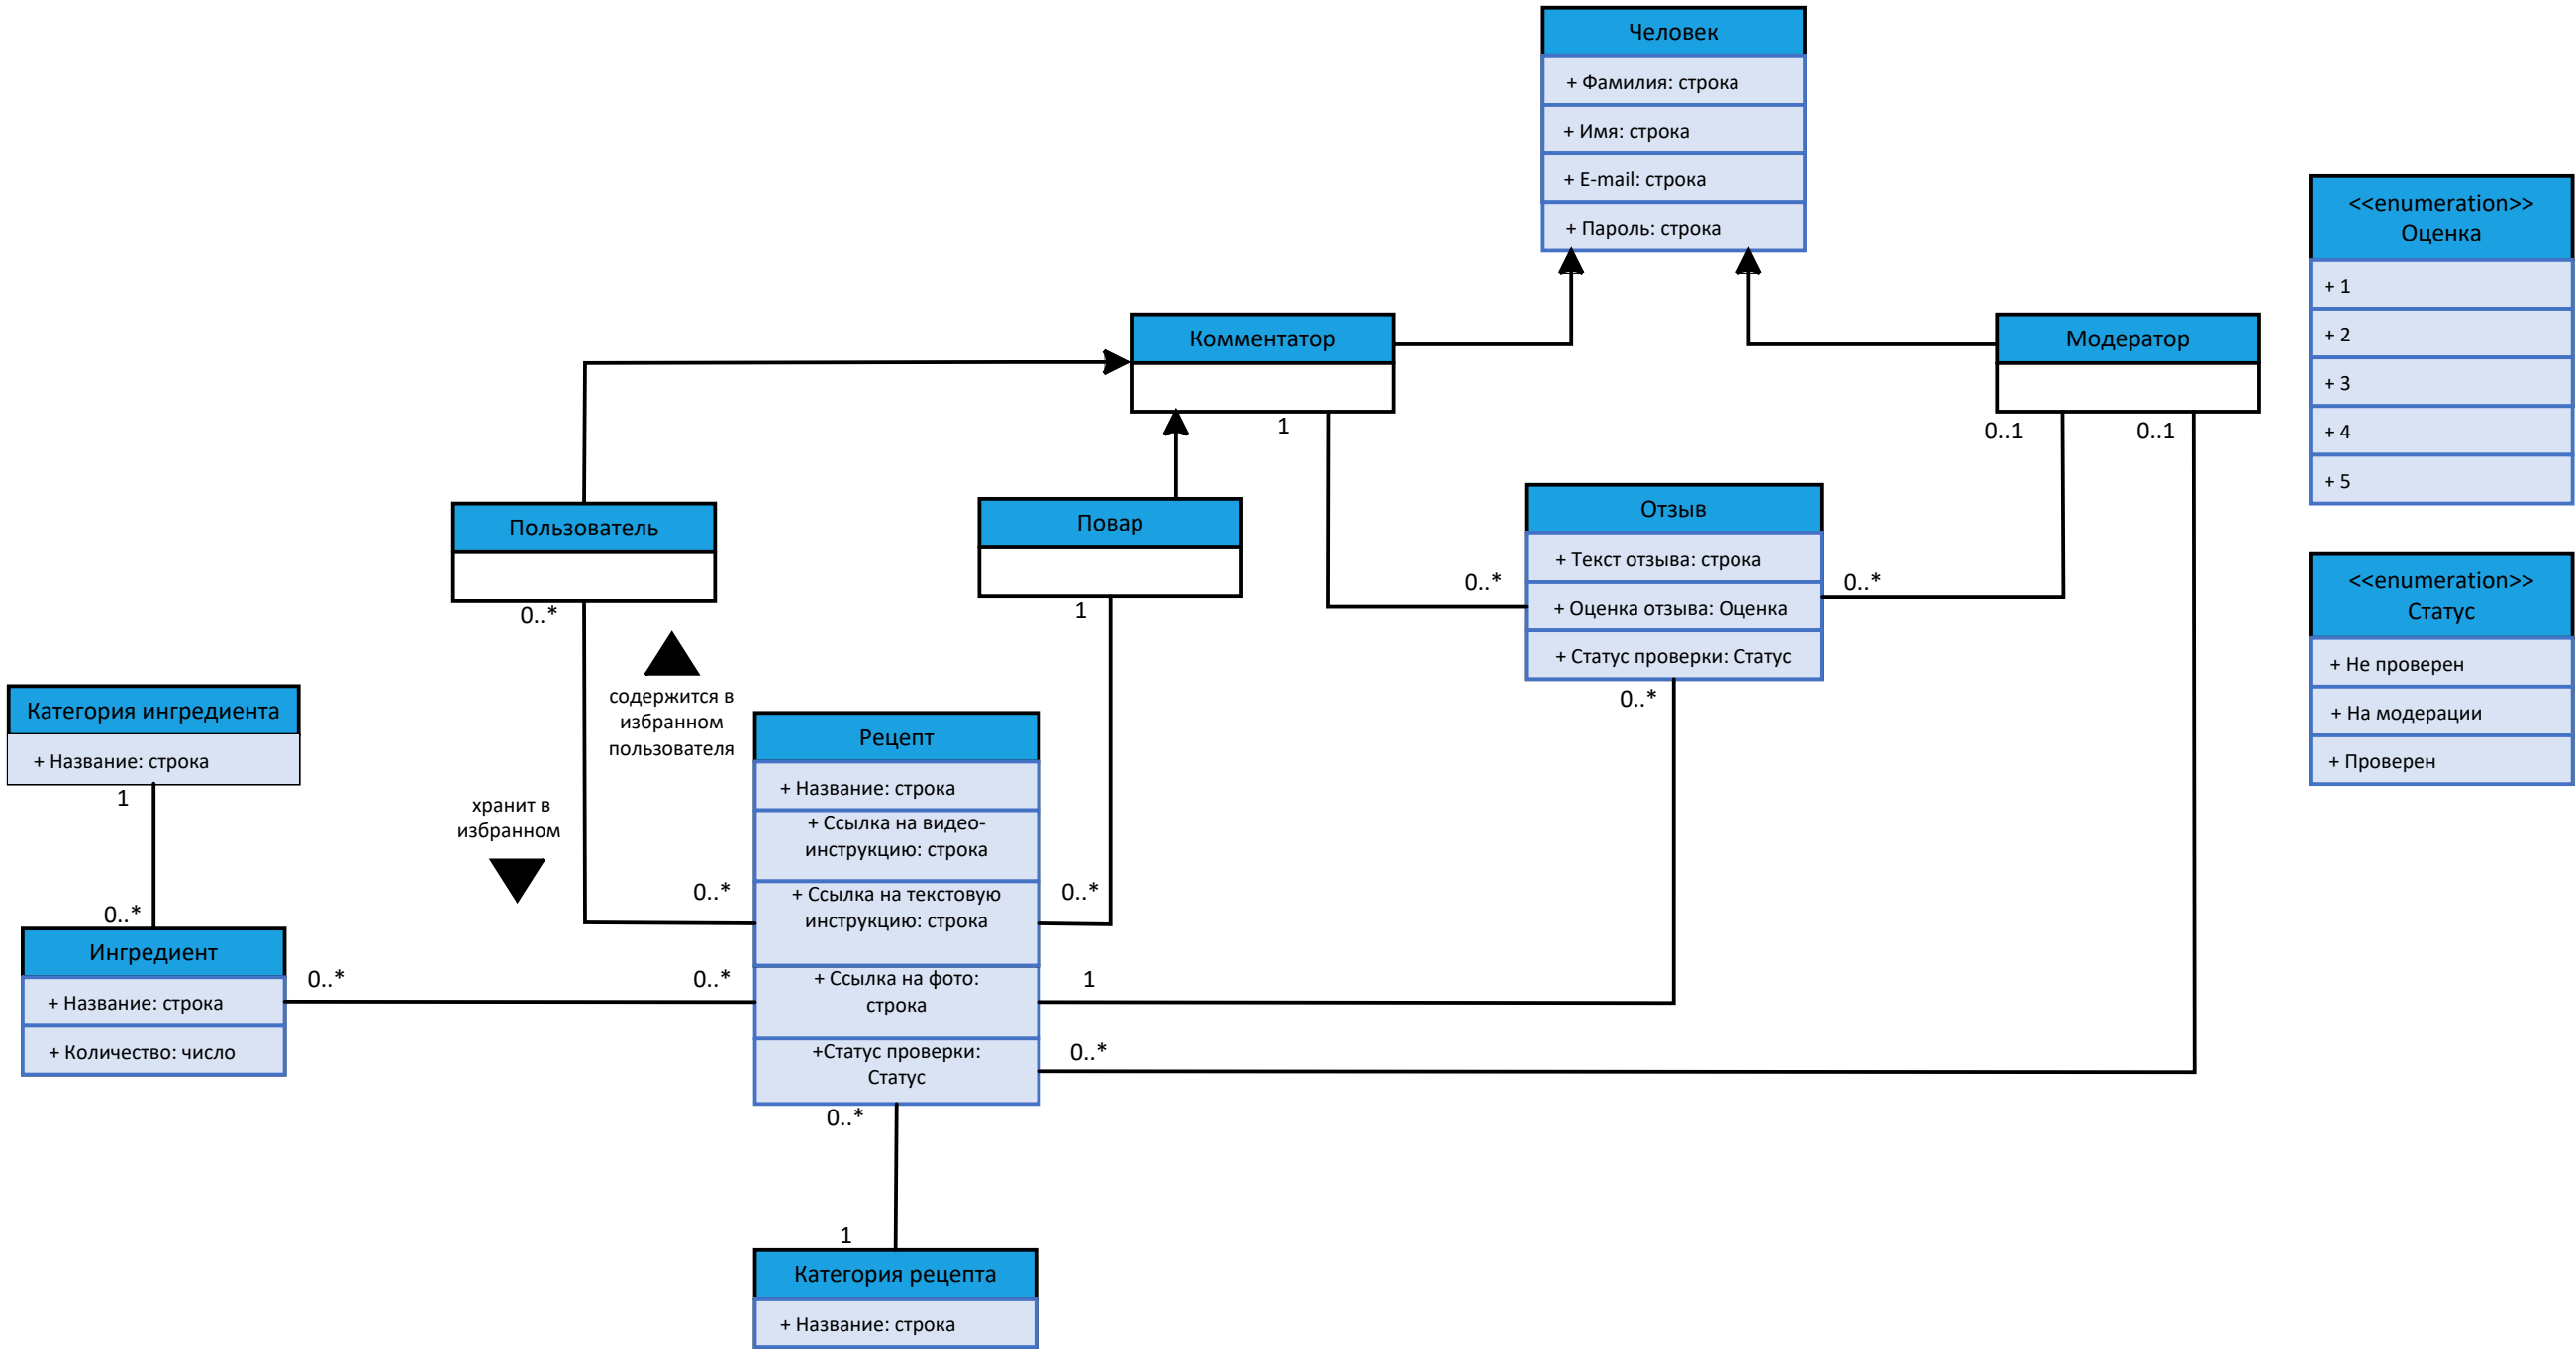 Человек
+ Фамилия: строка
+ Имя: строка
+ E-mail: строка
+ Пароль: строка
<<enumeration>>
Оценка
+ 1
+ 2
+ 3
+ 4
+ 5
Комментатор
1
Модератор
0..1
0..1
Пользователь
0..*
Повар
1
Отзыв
+ Текст отзыва: строка
+ Оценка отзыва: Оценка
+ Статус проверки: Статус
0..*
0..*
0..*
<<enumeration>>
Статус
+ Не проверен
+ На модерации
+ Проверен
содержится в
избранном
пользователя
хранит в
избранном
Категория ингредиента
+ Название: строка
1
0..*
Ингредиент
+ Название: строка
+ Количество: число
0..*
0..*
0..*
Рецепт
+ Название: строка
+ Ссылка на видео-
инструкцию: строка
+ Ссылка на текстовую
инструкцию: строка
+ Ссылка на фото:
строка
+Статус проверки:
Статус
0..*
1
0..*
0..*
1
Категория рецепта
+ Название: строка